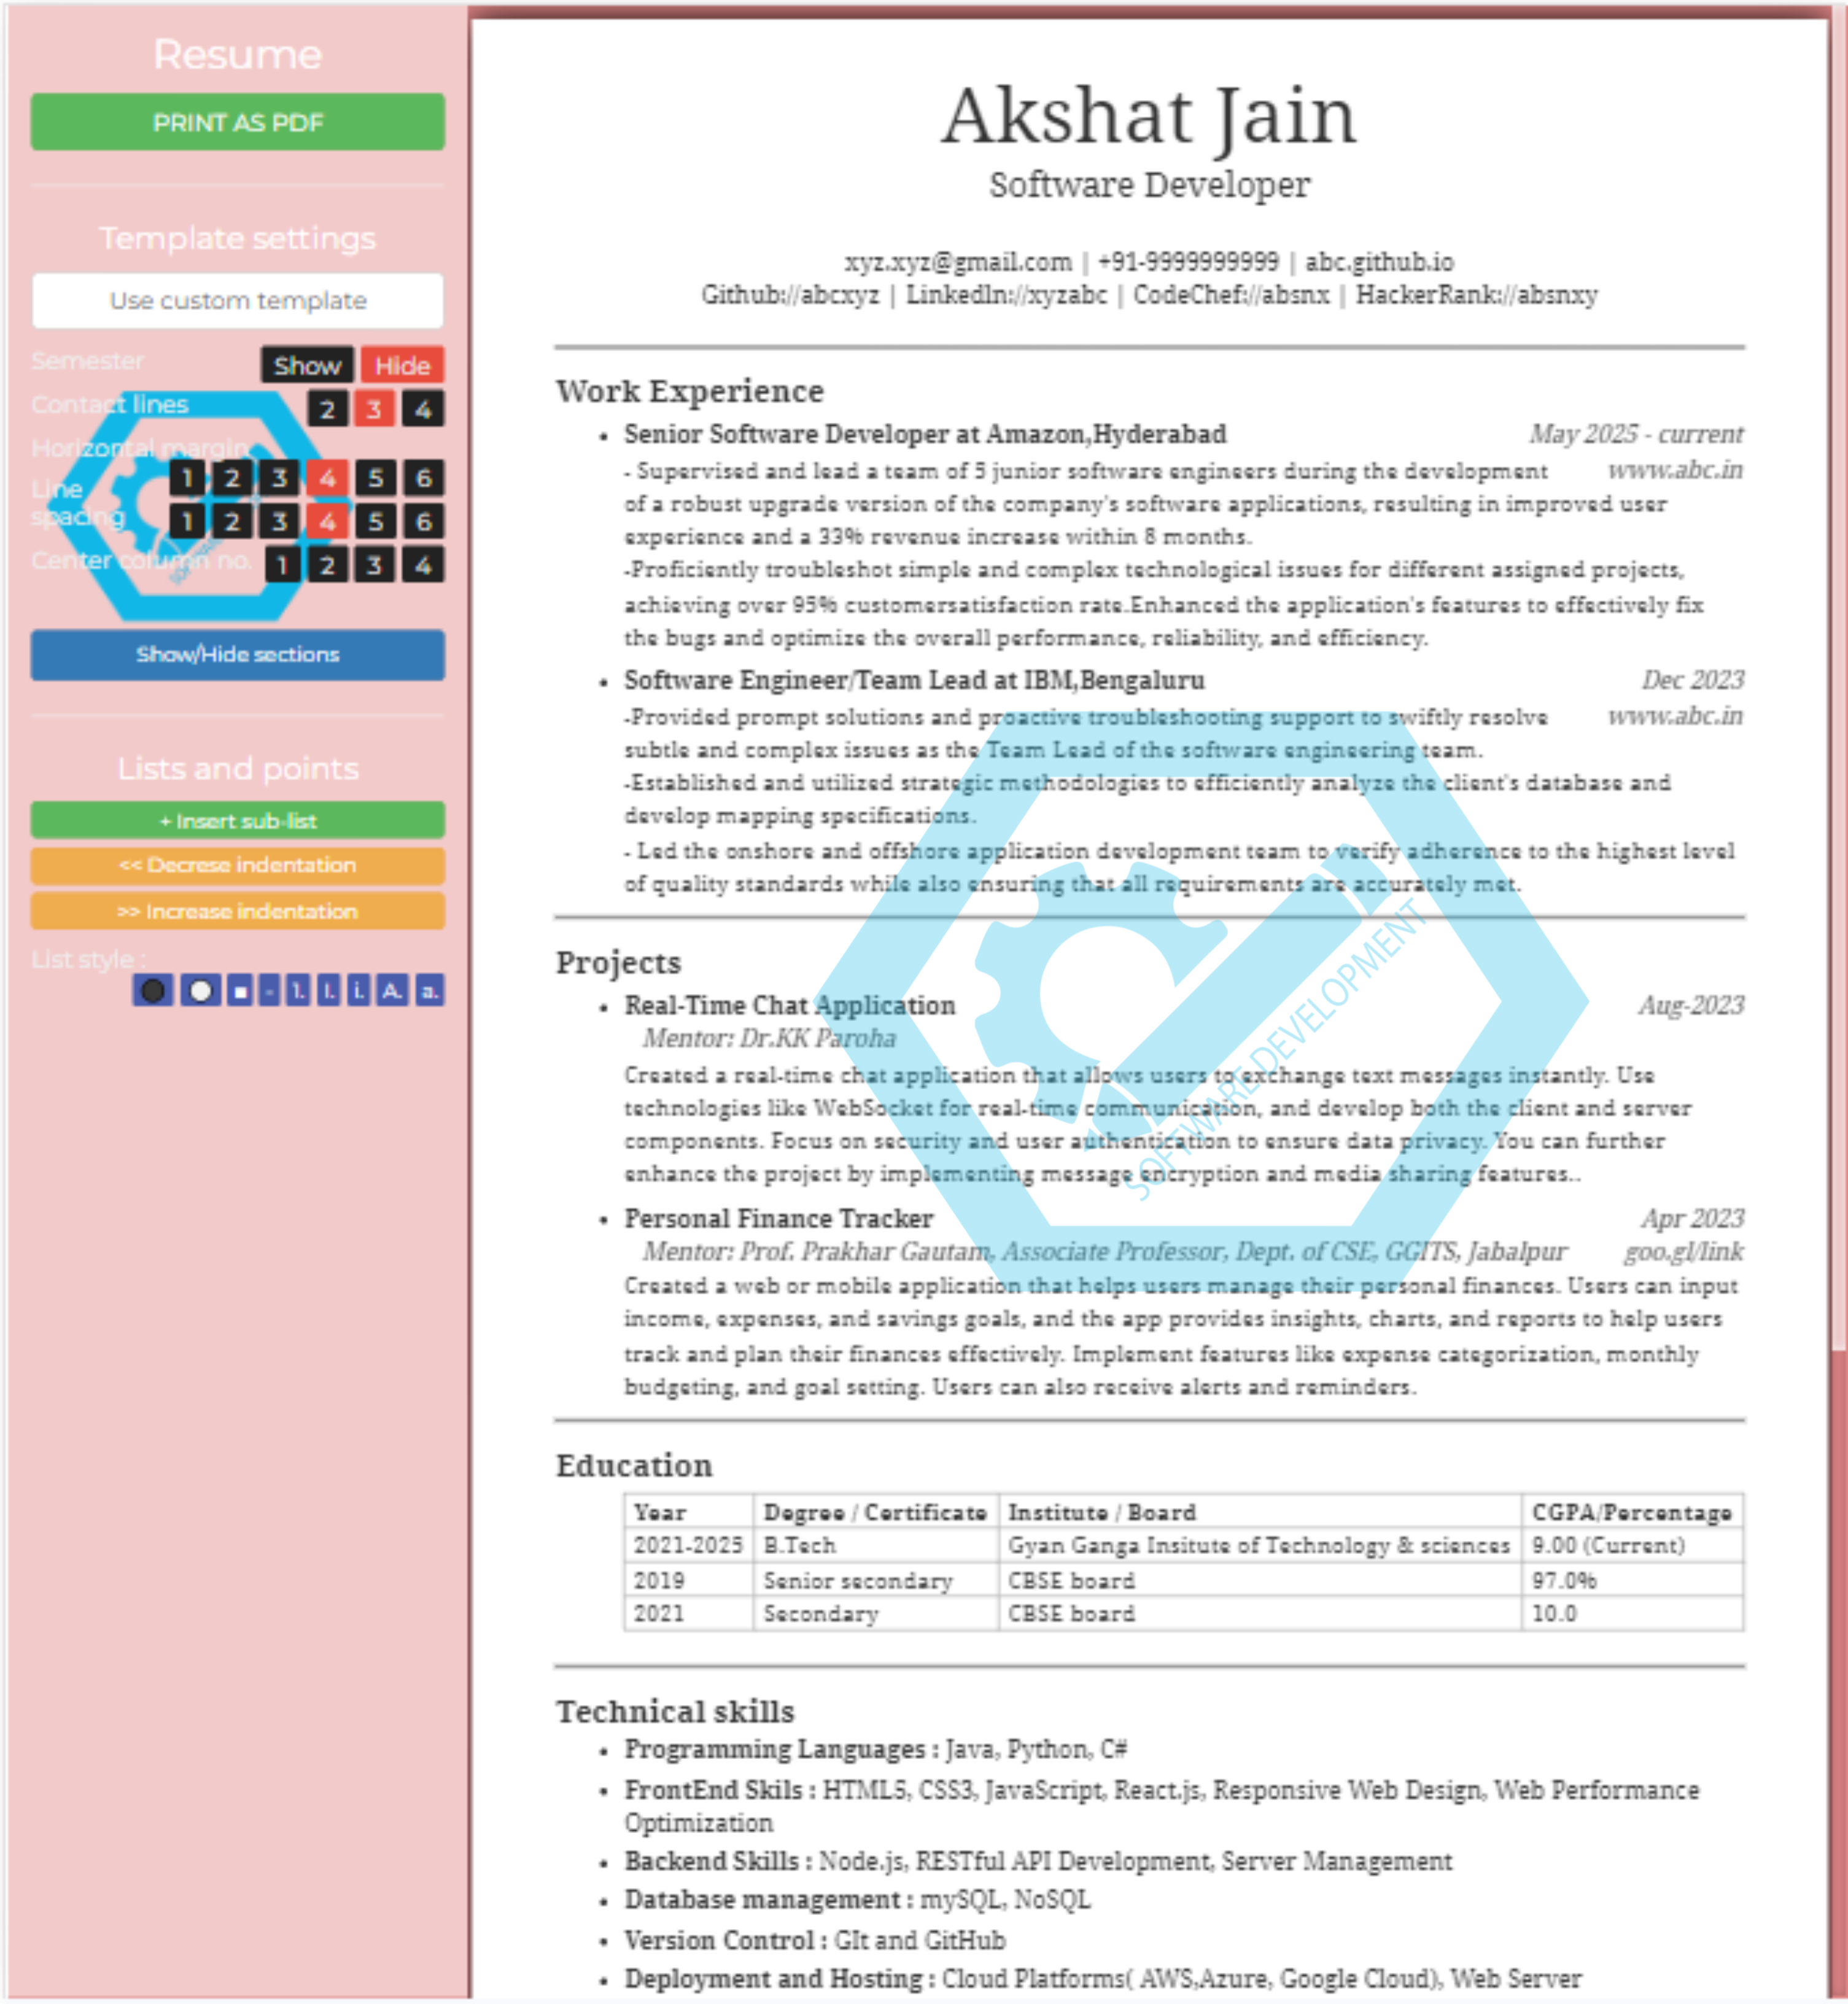 Resume
PRINT AS PDF
Template settings
Use custom template
Semester Show Hide
Contact lines 2 3 4
Horizontal margin
1 2 3 4 5 6
Line
spacing 1 2 3 4 5 6
Center column no. 1 2 3 4
Show/Hide sections
Lists and points
+ Insert sub-list
<< Decrese indentation
>> Increase indentation
List style :
- 1. I. i. A. a.
Akshat Jain
Software Developer
xyz.xyz@gmail.com | +91-9999999999 | abc.github.io
Github://abcxyz | LinkedIn://xyzabc | CodeChef://absnx | HackerRank://absnxy
Work Experience
• Senior Software Developer at Amazon,Hyderabad May 2025 - current
- Supervised and lead a team of 5 junior software engineers during the development www.abc.in
of a robust upgrade version of the company's software applications, resulting in improved user
experience and a 33% revenue increase within 8 months.
-Proficiently troubleshot simple and complex technological issues for different assigned projects,
achieving over 95% customersatisfaction rate.Enhanced the application's features to effectively fix
the bugs and optimize the overall performance, reliability, and efficiency.
• Software Engineer/Team Lead at IBM,Bengaluru Dec 2023
-Provided prompt solutions and proactive troubleshooting support to swiftly resolve www.abc.in
subtle and complex issues as the Team Lead of the software engineering team.
-Established and utilized strategic methodologies to efficiently analyze the client's database and
develop mapping specifications.
- Led the onshore and offshore application development team to verify adherence to the highest level
of quality standards while also ensuring that all requirements are accurately met.
Projects
• Real-Time Chat Application Aug-2023
Mentor: Dr.KK Paroha
Created a real-time chat application that allows users to exchange text messages instantly. Use
technologies like WebSocket for real-time communication, and develop both the client and server
components. Focus on security and user authentication to ensure data privacy. You can further
enhance the project by implementing message encryption and media sharing features..
• Personal Finance Tracker Apr 2023
Mentor: Prof. Prakhar Gautam, Associate Professor, Dept. of CSE, GGITS, Jabalpur goo.gl/link
Created a web or mobile application that helps users manage their personal finances. Users can input
income, expenses, and savings goals, and the app provides insights, charts, and reports to help users
track and plan their finances effectively. Implement features like expense categorization, monthly
budgeting, and goal setting. Users can also receive alerts and reminders.
SOFTWARE DEVELOPMENT
Education
Year Degree / Certificate Institute / Board CGPA/Percentage
2021-2025 B.Tech Gyan Ganga Insitute of Technology & sciences 9.00 (Current)
2019 Senior secondary CBSE board 97.0%
2021 Secondary CBSE board 10.0
Technical skills
• Programming Languages : Java, Python, C#
• FrontEnd Skils : HTML5, CSS3, JavaScript, React.js, Responsive Web Design, Web Performance
Optimization
• Backend Skills : Node.js, RESTful API Development, Server Management
• Database management : mySQL, NoSQL
• Version Control : GIt and GitHub
• Deployment and Hosting : Cloud Platforms( AWS,Azure, Google Cloud), Web Server